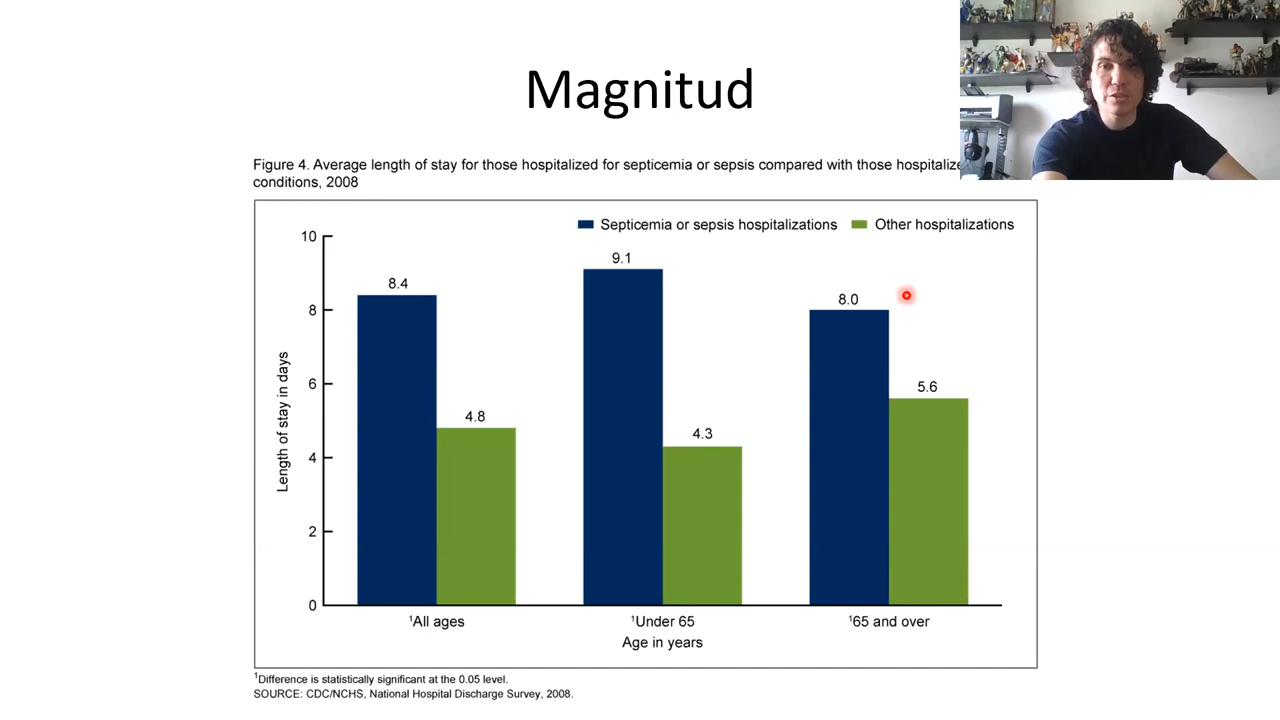 Magnitud
Figure 4. Average length of stay for those hospitalized for septicemia or sepsis compared with those
conditions, 2008
Septicemia or sepsis hospitalizations
Other hospitalizations
10
9.1
8.4
8
8.0
Length of stay in days
6
5.6
4.8
4.3
4
2
0
¹All ages
¹Under 65
¹65 and over
Age in years
¹Difference is statistically significant at the 0.05 level.
SOURCE: CDC/NCHS, National Hospital Discharge Survey, 2008.